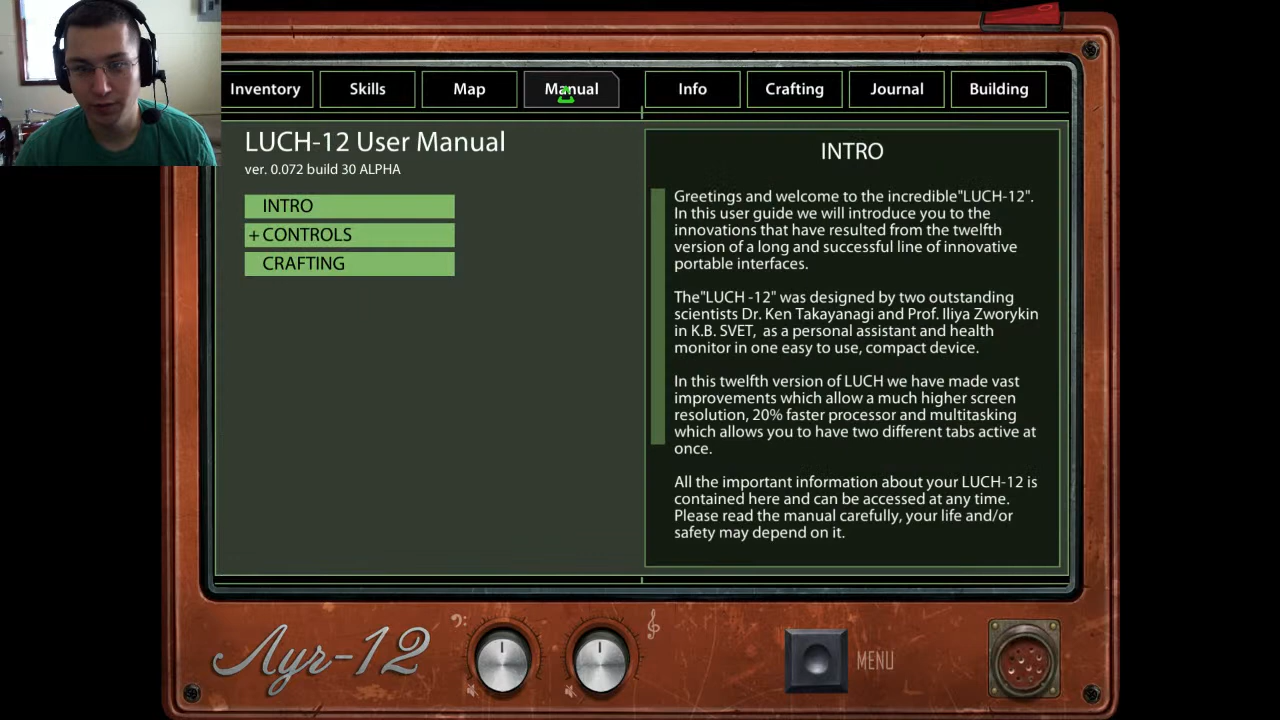 Inventory
Skills
Map
Manual
Info
Crafting
Journal
Building
LUCH-12 User Manual
ver. 0.072 build 30 ALPHA
INTRO
+ CONTROLS
CRAFTING
INTRO
Greetings and welcome to the incredible"LUCH-12".
In this user guide we will introduce you to the
innovations that have resulted from the twelfth
version of a long and successful line of innovative
portable interfaces.
The"LUCH -12" was designed by two outstanding
scientists Dr. Ken Takayanagi and Prof. Iliya Zworykin
in K.B. SVET, as a personal assistant and health
monitor in one easy to use, compact device.
In this twelfth version of LUCH we have made vast
improvements which allow a much higher screen
resolution, 20% faster processor and multitasking
which allows you to have two different tabs active at
once.
All the important information about your LUCH-12 is
contained here and can be accessed at any time.
Please read the manual carefully, your life and/or
safety may depend on it.
Луч-12
MENU